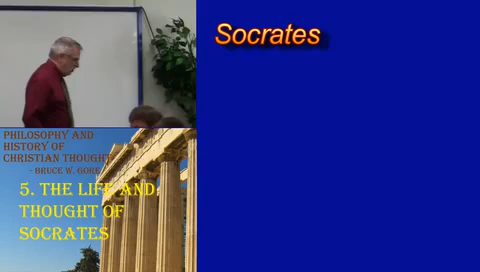 Socrates
PHILOSOPHY AND
HISTORY OF
CHRISTIAN THOUGHT
- BRUCE W. GORE
5. THE LIFE AND
THOUGHT OF
SOCRATES